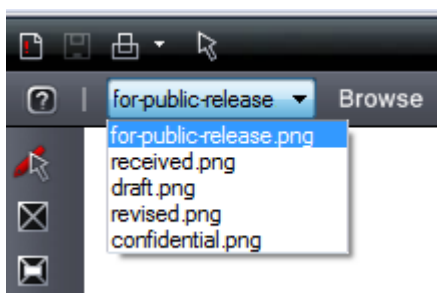 for-public-release Browse
for-public-release.png
received.png
draft.png
revised.png
confidential.png